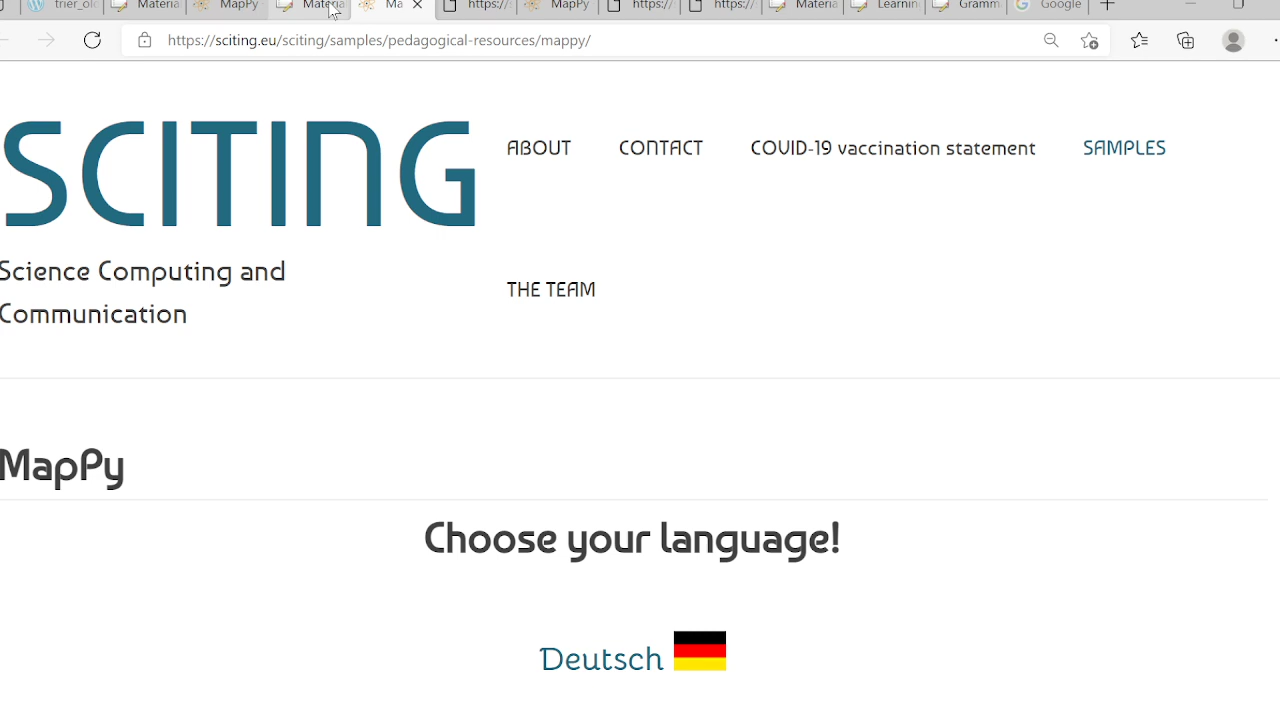 trier_olc Materia MapPy Materia Ma https:// MapPy https:// https:// Materia Learnin Gramm Google
https://sciting.eu/sciting/samples/pedagogical-resources/mappy/
SCITING
ABOUT CONTACT COVID-19 vaccination statement SAMPLES
Science Computing and
Communication
THE TEAM
MapPy
Choose your language!
Deutsch